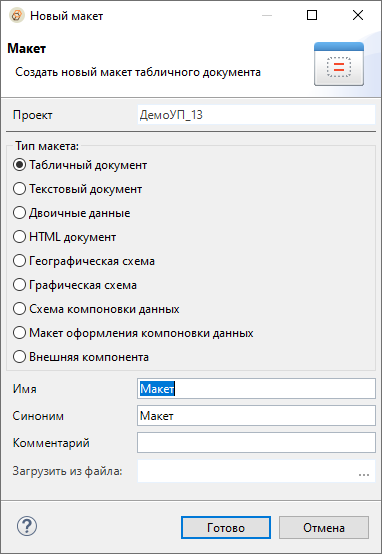 Новый макет
Макет
Создать новый макет табличного документа
Проект ДемоУП_13
Тип макета:
Табличный документ
Текстовый документ
Двоичные данные
HTML документ
Географическая схема
Графическая схема
Схема компоновки данных
Макет оформления компоновки данных
Внешняя компонента
Имя Макет
Синоним Макет
Комментарий
Загрузить из файла: ...
? Готово Отмена